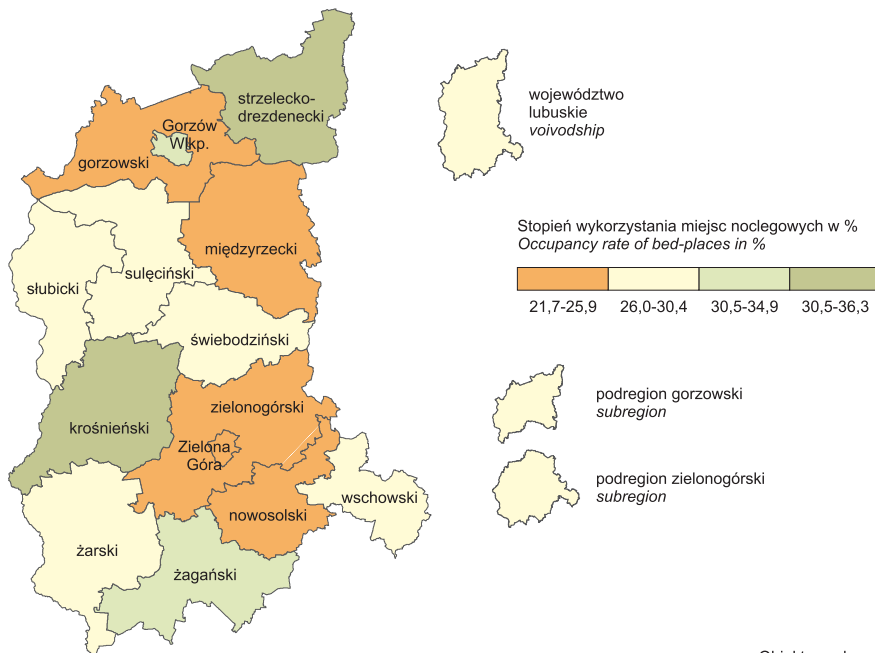 strzelecko-
drezdenecki
Gorzów
Wlkp.
gorzowski
międzyrzecki
sulęciński
słubicki
świebodziński
zielonogórski
krośnieński
Zielona
Góra
wschowski
nowosolski
żarski
żagański
województwo
lubuskie
voivodship
Stopień wykorzystania miejsc noclegowych w %
Occupancy rate of bed-places in %
21,7-25,9 26,0-30,4 30,5-34,9 30,5-36,3
podregion gorzowski
subregion
podregion zielonogórski
subregion